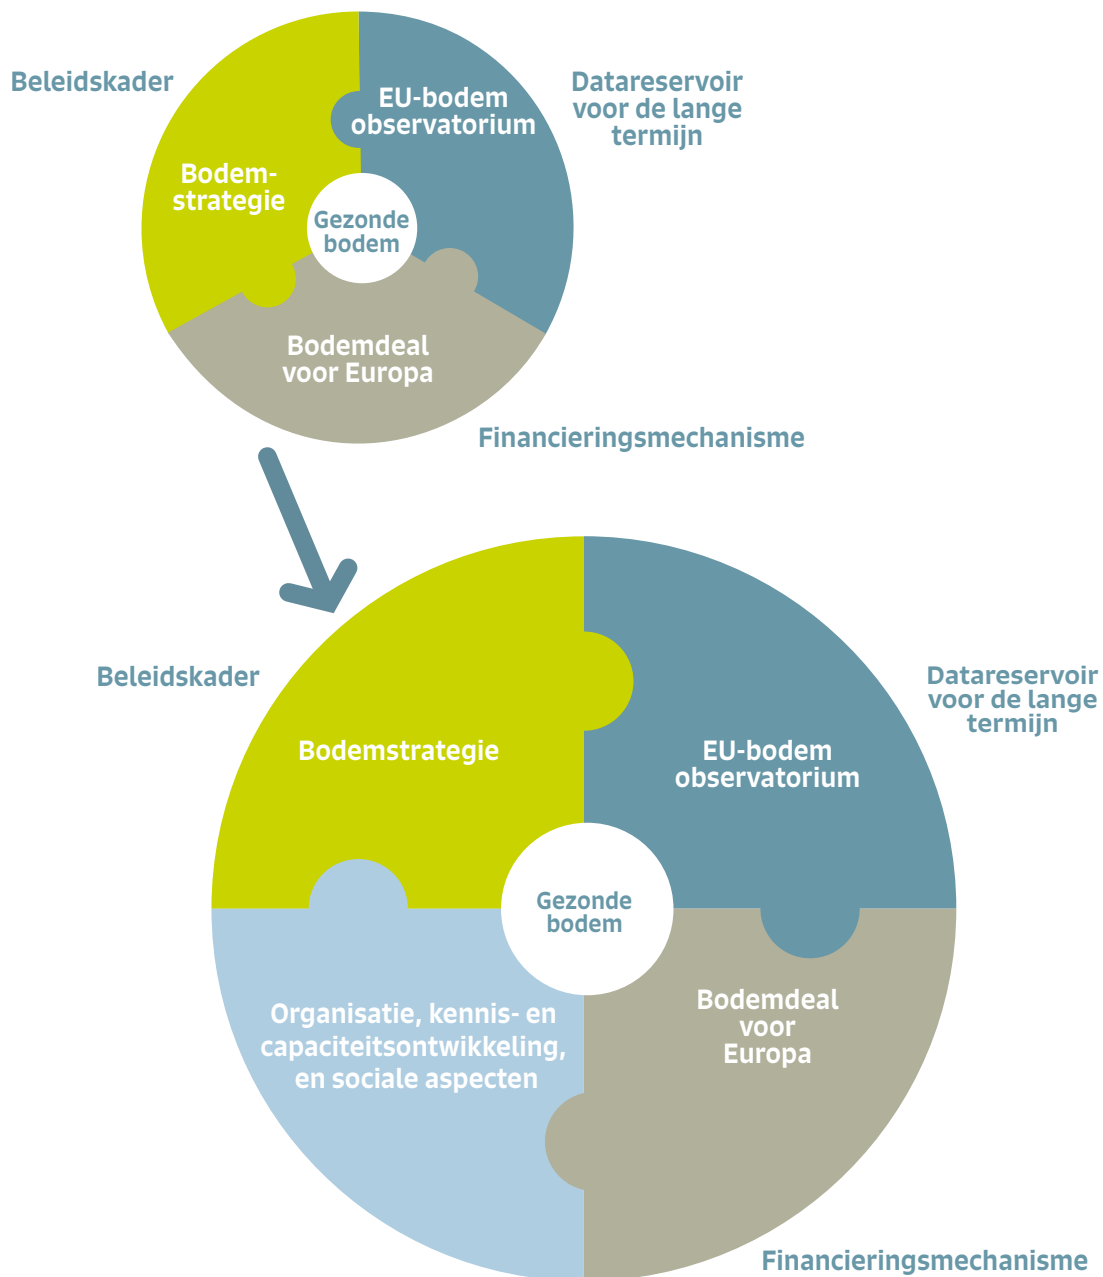 Beleidskader
EU-bodem
observatorium
Datareservoir
voor de lange
termijn
Bodem-
strategie
Gezonde
bodem
Bodemdeal
voor Europa
Financieringsmechanisme
Beleidskader
Datareservoir
voor de lange
termijn
Bodemstrategie
EU-bodem
observatorium
Gezonde
bodem
Organisatie, kennis- en
capaciteitsontwikkeling,
en sociale aspecten
Bodemdeal
voor
Europa
Financieringsmechanisme